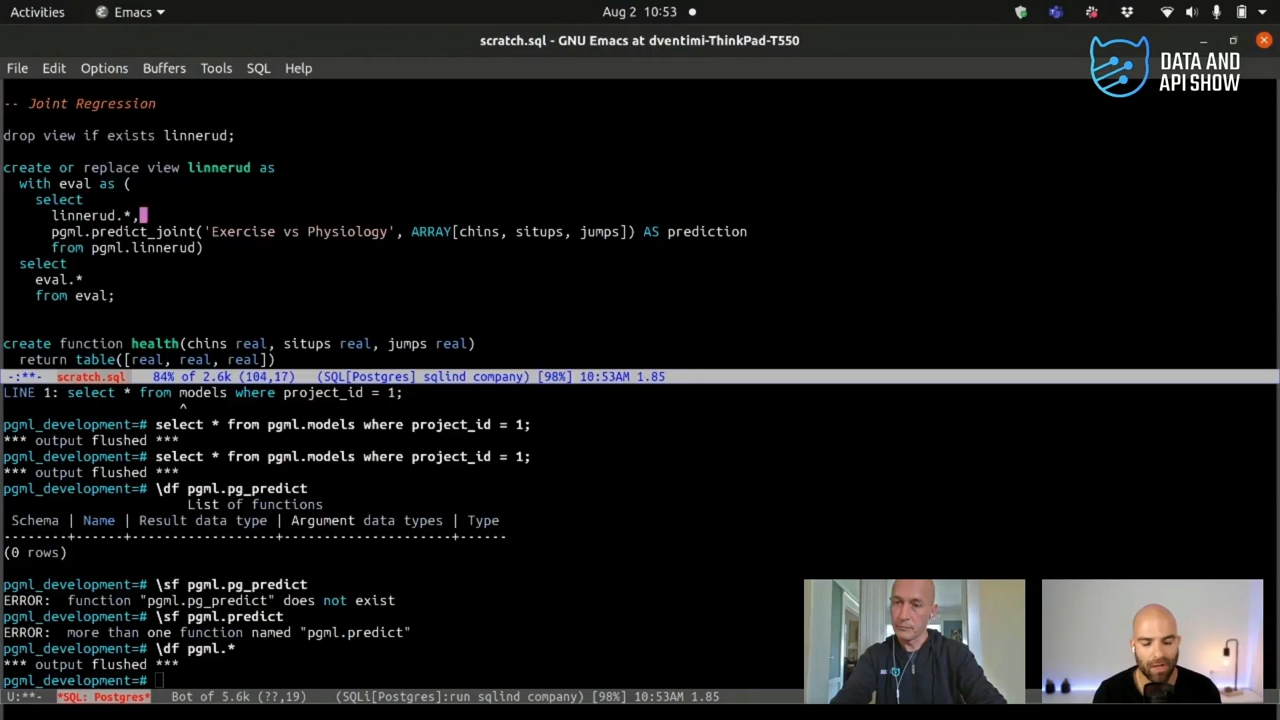 Activities Emacs Aug 2 10:53
scratch.sql - GNU Emacs at dventimi-ThinkPad-T550
File Edit Options Buffers Tools SQL Help
DATA AND
API SHOW
-- Joint Regression
drop view if exists linnerud;
create or replace view linnerud as
with eval as (
select
linnerud.*,
pgml.predict_joint('Exercise vs Physiology', ARRAY[chins, situps, jumps]) AS prediction
from pgml.linnerud)
select
eval.*
from eval;
create function health(chins real, situps real, jumps real)
return table([real, real, real])
-:**- scratch.sql 84% of 2.6k (104,17) (SQL[Postgres] sqlind company) [98%] 10:53AM 1.85
LINE 1: select * from models where project_id = 1;
^
pgml_development=# select * from pgml.models where project_id = 1;
*** output flushed ***
pgml_development=# select * from pgml.models where project_id = 1;
*** output flushed ***
pgml_development=# \df pgml.pg_predict
List of functions
Schema | Name | Result data type | Argument data types | Type
--------+------+------------------+---------------------+------
(0 rows)
pgml_development=# \sf pgml.pg_predict
ERROR: function "pgml.pg_predict" does not exist
pgml_development=# \sf pgml.predict
ERROR: more than one function named "pgml.predict"
pgml_development=# \df pgml.*
*** output flushed ***
pgml_development=#
U:**- *SQL: Postgres* Bot of 5.6k (??,19) (SQLi[Postgres]:run sqlind company) [98%] 10:53AM 1.85